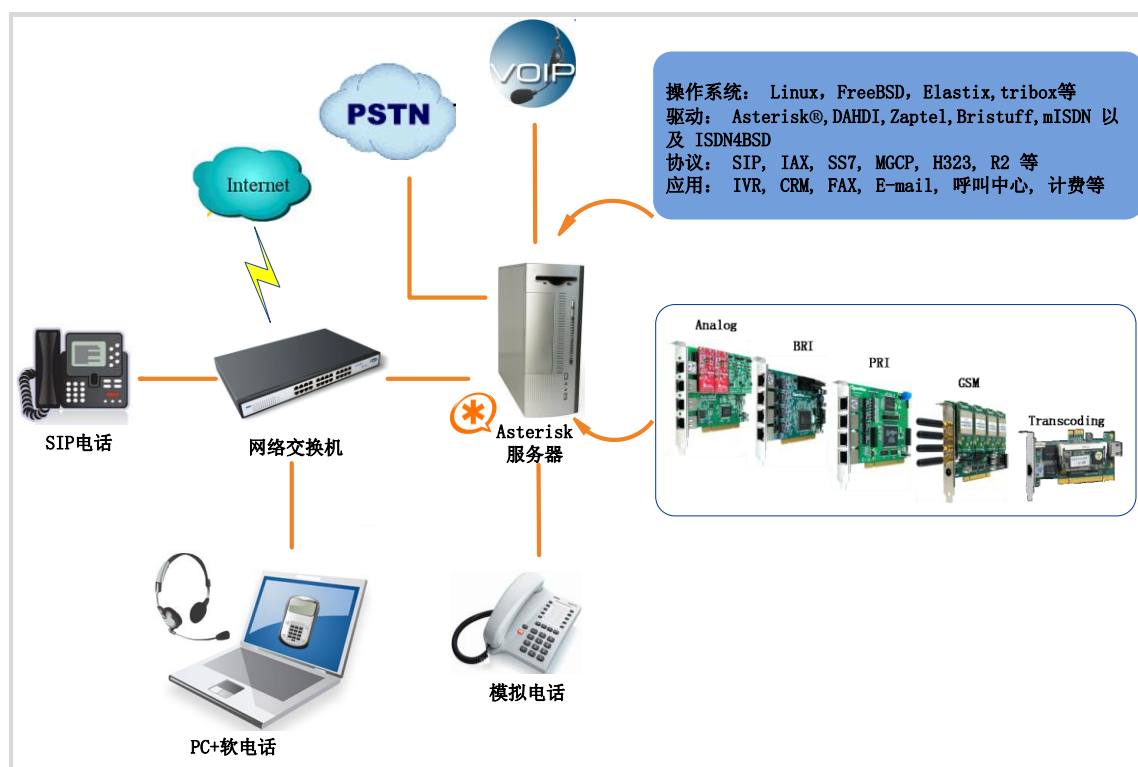 VOIP
PSTN
操作系统： Linux，FreeBSD，Elastix,tribox等
驱动： Asterisk®,DAHDI,Zaptel,Bristuff,mISDN 以
及 ISDN4BSD
协议： SIP, IAX, SS7, MGCP, H323, R2 等
应用： IVR, CRM, FAX, E-mail, 呼叫中心, 计费等
Internet
Analog
BRI
PRI
GSM
Transcoding
SIP电话
网络交换机
Asterisk
服务器
PC+软电话
模拟电话